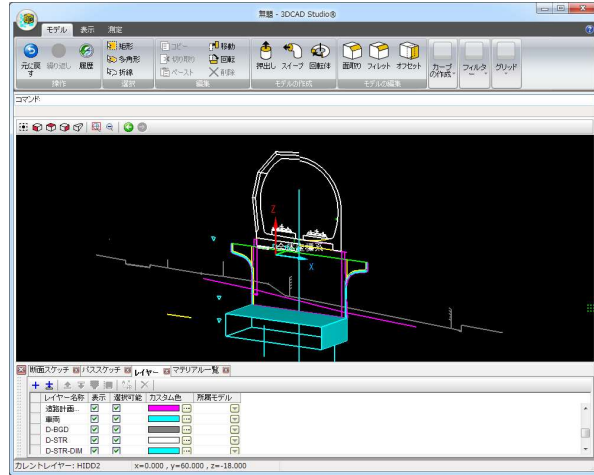 無題 - 3DCAD Studio®
モデル 表示 測定
元に戻す 繰り返し 履歴
操作
矩形
多角形
折線
選択
コピー 移動
切り取り 回転
ペースト 削除
編集
押出し スイープ 回転体
モデルの作成
面取り フィレット オフセット
モデルの編集
カーブの作成
フィルター
グリッド
コマンド:
Z
X
断面スケッチ パススケッチ レイヤー マテリアル一覧
レイヤー名称 表示 選択可能 カスタム色 所属モデル
道路計画...
車両
D-BGD
D-STR
D-STR-DIM
カレントレイヤー: HIDD2 x=0.000 , y=60.000 , z=-18.000